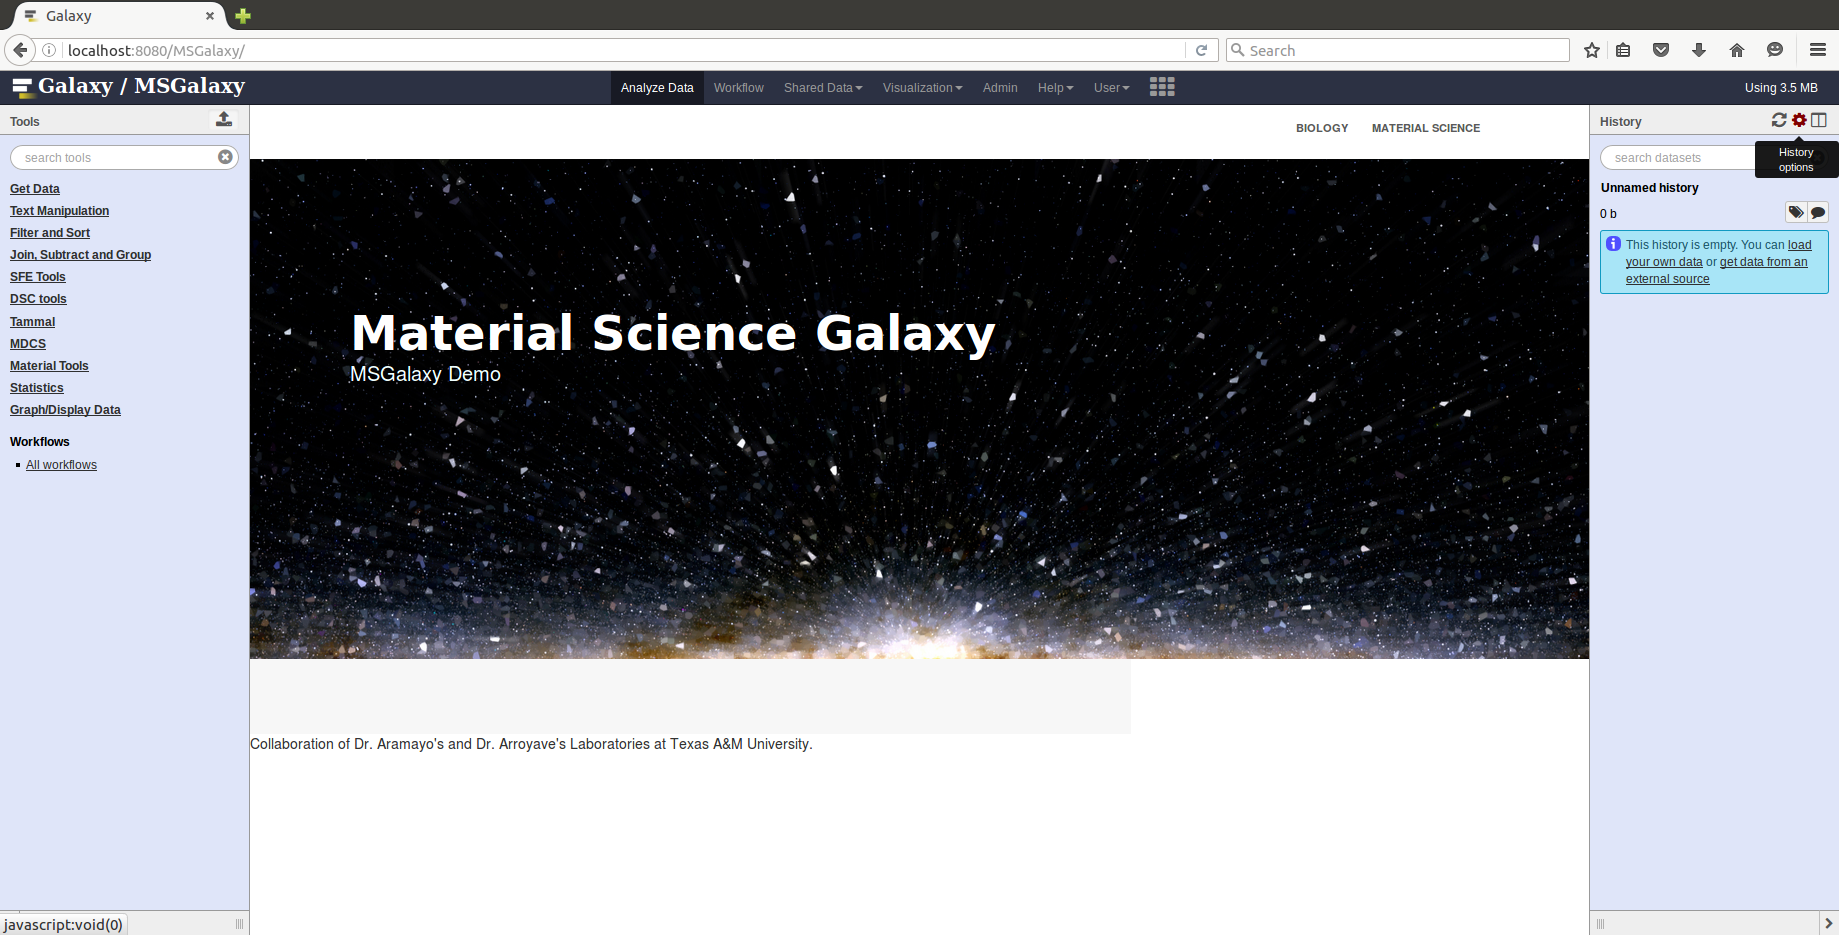 Galaxy
localhost:8080/MSGalaxy/
Search
Galaxy / MSGalaxy
Analyze Data
Workflow
Shared Data
Visualization
Admin
Help
User
Using 3.5 MB
Tools
search tools
Get Data
Text Manipulation
Filter and Sort
Join, Subtract and Group
SFE Tools
DSC tools
Tammal
MDCS
Material Tools
Statistics
Graph/Display Data
Workflows
All workflows
javascript:void(0)
BIOLOGY
MATERIAL SCIENCE
Material Science Galaxy
MSGalaxy Demo
Collaboration of Dr. Aramayo's and Dr. Arroyave's Laboratories at Texas A&M University.
History
History
options
search datasets
Unnamed history
0 b
This history is empty. You can load
your own data or get data from an
external source